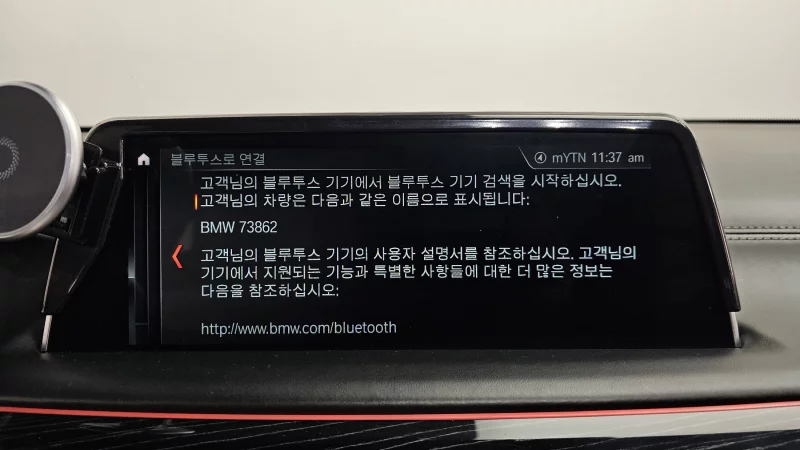 블루투스로 연결
mYTN 11:37 am
고객님의 블루투스 기기에서 블루투스 기기 검색을 시작하십시오.
고객님의 차량은 다음과 같은 이름으로 표시됩니다:
BMW 73862
고객님의 블루투스 기기의 사용자 설명서를 참조하십시오. 고객님의
기기에서 지원되는 기능과 특별한 사항들에 대한 더 많은 정보는
다음을 참조하십시오:
http://www.bmw.com/bluetooth